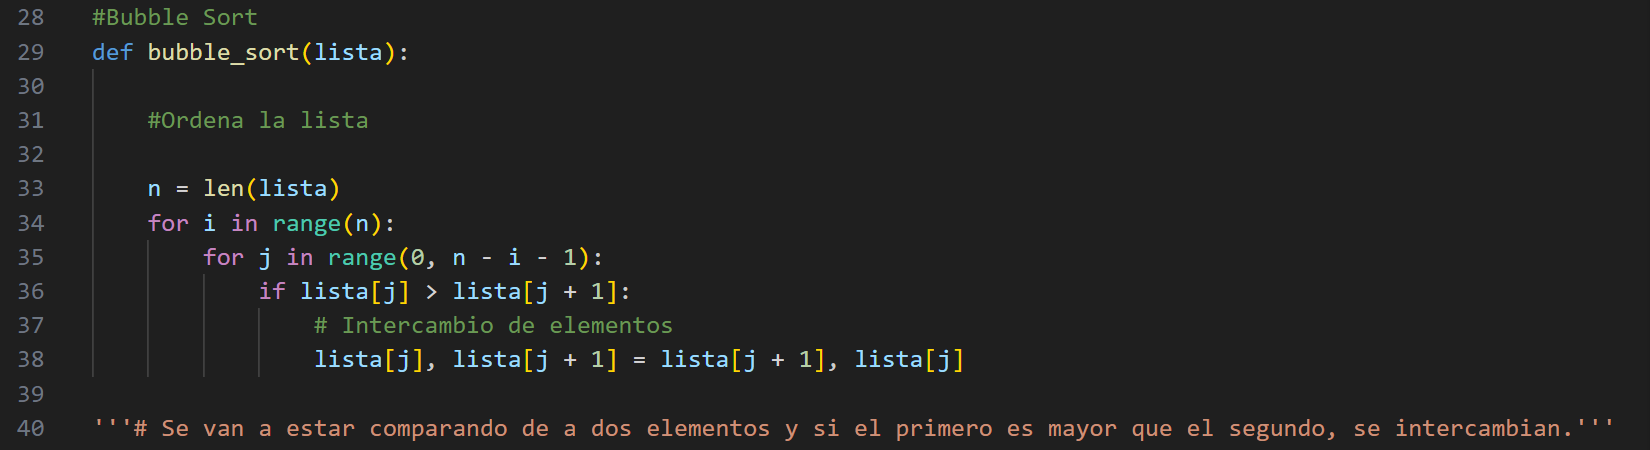 28 #Bubble Sort
29 def bubble_sort(lista):
30
31     #Ordena la lista
32
33     n = len(lista)
34     for i in range(n):
35         for j in range(0, n - i - 1):
36             if lista[j] > lista[j + 1]:
37                 # Intercambio de elementos
38                 lista[j], lista[j + 1] = lista[j + 1], lista[j]
39
40 '''# Se van a estar comparando de a dos elementos y si el primero es mayor que el segundo, se intercambian.'''